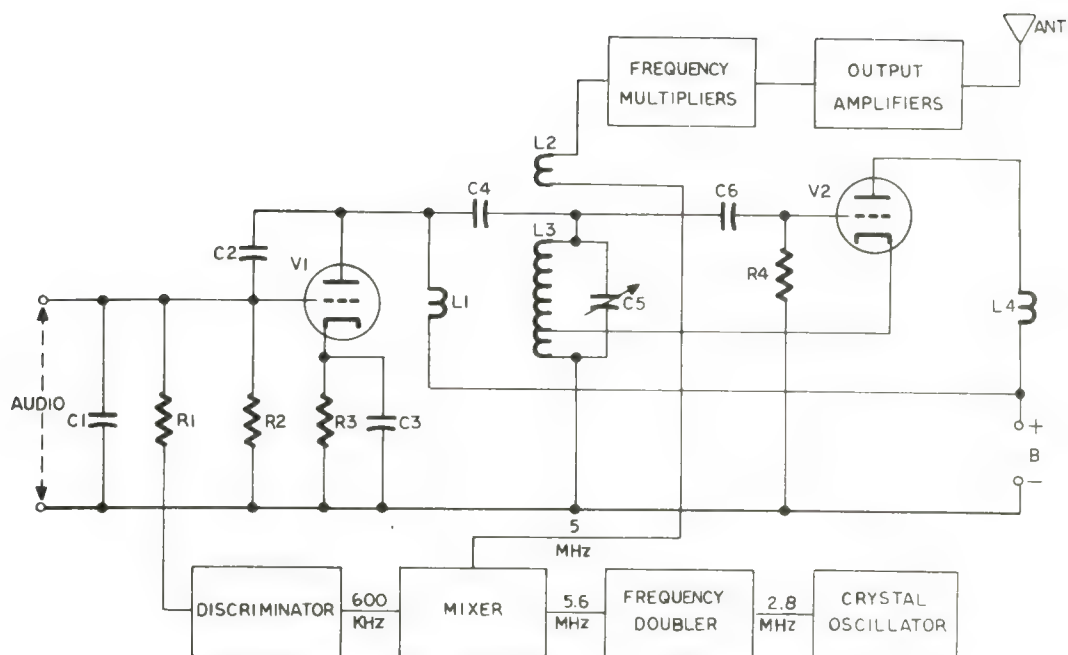 ANT
FREQUENCY
MULTIPLIERS
OUTPUT
AMPLIFIERS
L2
C4
C6
V2
C2
V1
L3
L1
C5
R4
L4
AUDIO
C1
R1
R2
R3
C3
+
B
-
5
MHz
DISCRIMINATOR
600
KHz
MIXER
5.6
MHz
FREQUENCY
DOUBLER
2.8
MHz
CRYSTAL
OSCILLATOR